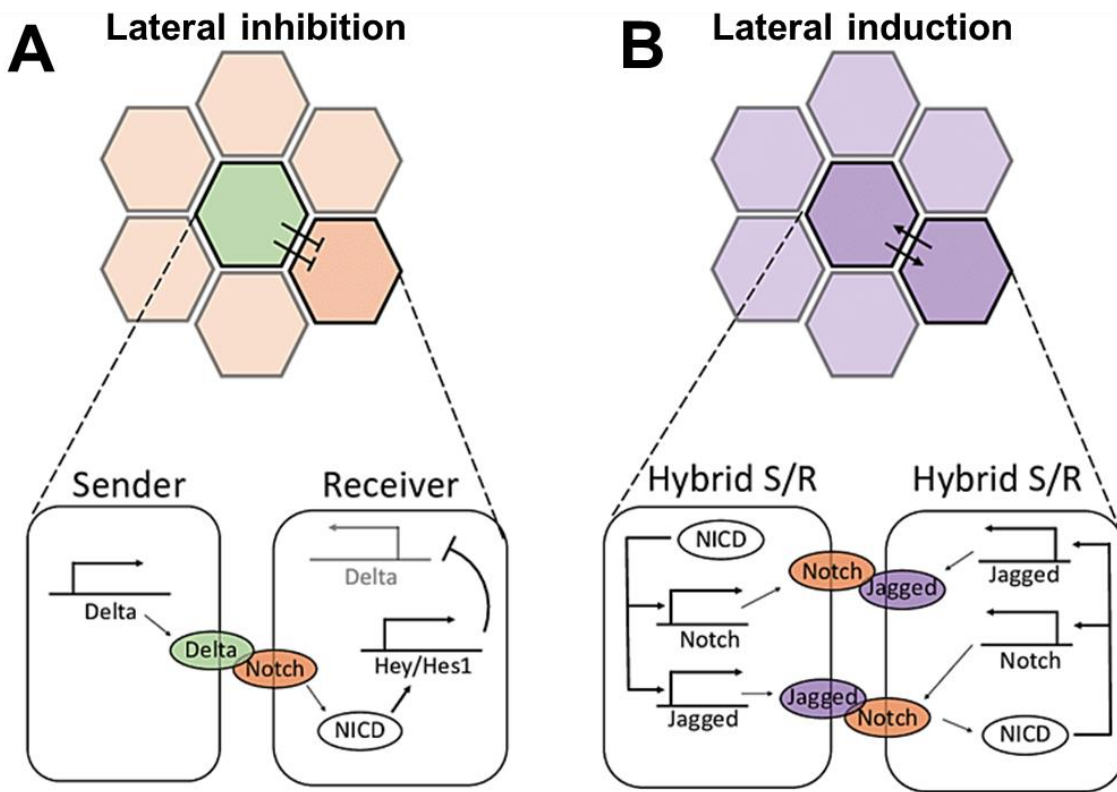 A
Lateral inhibition
Sender
Receiver
Delta
Delta
Delta
Notch
Hey/Hes1
NICD
B
Lateral induction
Hybrid S/R
Hybrid S/R
NICD
Notch
Jagged
Jagged
Notch
Notch
Jagged
Jagged
Notch
NICD